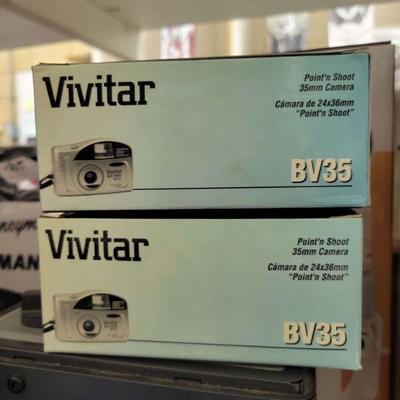 Vivitar
Point'n Shoot
35mm Camera
Cámara de 24x36mm
"Point'n Shoot"
BV35
Vivitar
Point'n Shoot
35mm Camera
Cámara de 24x36mm
"Point'n Shoot"
BV35
MAN